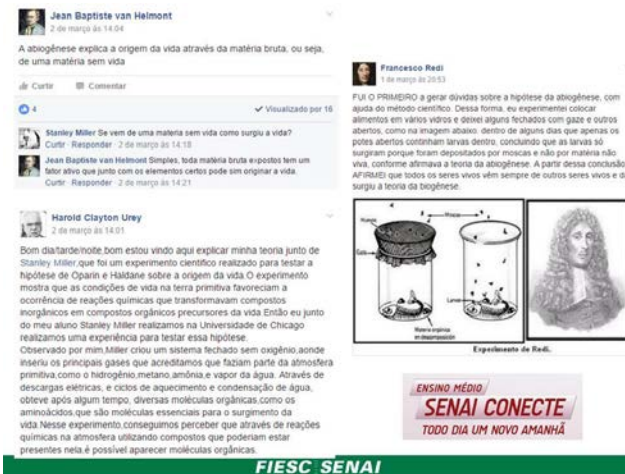 Jean Baptiste van Helmont
2 de março às 14:04
A abiogênese explica a origem da vida através da matéria bruta, ou seja,
de uma matéria sem vida
Curtir Comentar
4 Visualizado por 16
Stanley Miller Se vem de uma materia sem vida como surgiu a vida?
Curtir · Responder · 2 de março às 14:18
Jean Baptiste van Helmont Simples, toda matéria bruta expostos tem um
fator ativo que junto com os elementos certos pode sim originar a vida.
Curtir · Responder · 2 de março às 14:21
Harold Clayton Urey
2 de março às 14:01
Bom dia/tarde/noite,bom estou vindo aqui explicar minha teoria junto de
Stanley Miller,que foi um experimento cientifico realizado para testar a
hipótese de Oparin e Haldane sobre a origem da vida.O experimento
mostra que as condições de vida na terra primitiva favoreciam a
ocorrência de reações químicas que transformavam compostos
inorgânicos em compostos orgânicos precursores da vida.Então eu junto
do meu aluno Stanley Miller realizamos na Universidade de Chicago
realizamos uma experiência para testar essa hipótese.
Observado por mim,Miller criou um sistema fechado sem oxigênio,aonde
inseriu os principais gases que acreditamos que faziam parte da atmosfera
primitiva,como o hidrogênio,metano,amônia,e vapor da água. Através de
descargas elétricas, e ciclos de aquecimento e condensação de água,
obteve após algum tempo, diversas moléculas orgânicas,como os
aminoácidos,que são moléculas essenciais para o surgimento da
vida.Nesse experimento,conseguimos perceber que através de reações
químicas na atmosfera utilizando compostos que poderiam estar
presentes nela,é possível aparecer moléculas orgânicas.
Francesco Redi
1 de março às 20:53
FUI O PRIMEIRO a gerar dúvidas sobre a hipótese da abiogênese, com
ajuda do método científico. Dessa forma, eu experimentei colocar
alimentos em vários vidros e deixei alguns fechados com gaze e outros
abertos, como na imagem abaixo. dentro de alguns dias que apenas os
potes abertos continham larvas dentro, concluindo que as larvas só
surgiram porque foram depositados por moscas e não por matéria não
viva, conforme afirmava a teoria da abiogênese. A partir dessa conclusão
AFIRMEI que todos os seres vivos vêm sempre de outros seres vivos e d
surgiu à teoria da biogênese.
Mosca
Gaze
Larvas
Matéria orgânica
em decomposição
Experimento de Redi.
ENSINO MÉDIO
SENAI CONECTE
TODO DIA UM NOVO AMANHÃ
FIESC SENAI